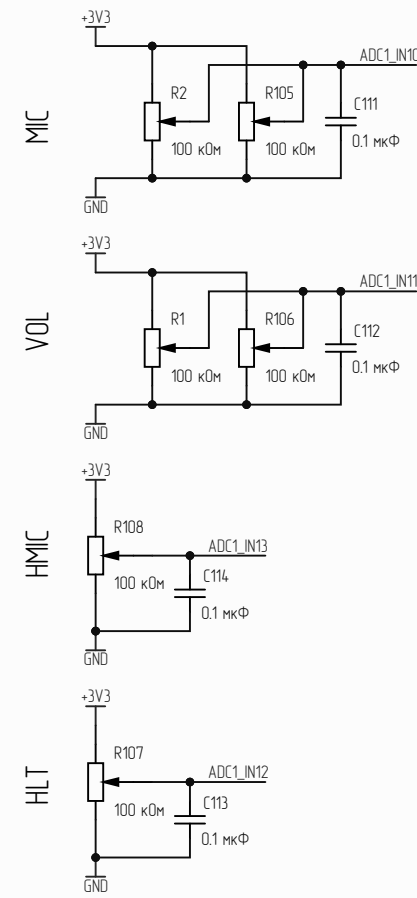 +3V3
ADC1_IN10
R2
R105
C111
100 кОм
100 кОм
0.1 мкФ
MIC
GND
+3V3
ADC1_IN11
R1
R106
C112
100 кОм
100 кОм
0.1 мкФ
VOL
GND
+3V3
R108
ADC1_IN13
100 кОм
C114
0.1 мкФ
HMIC
GND
+3V3
R107
ADC1_IN12
100 кОм
C113
0.1 мкФ
HLT
GND